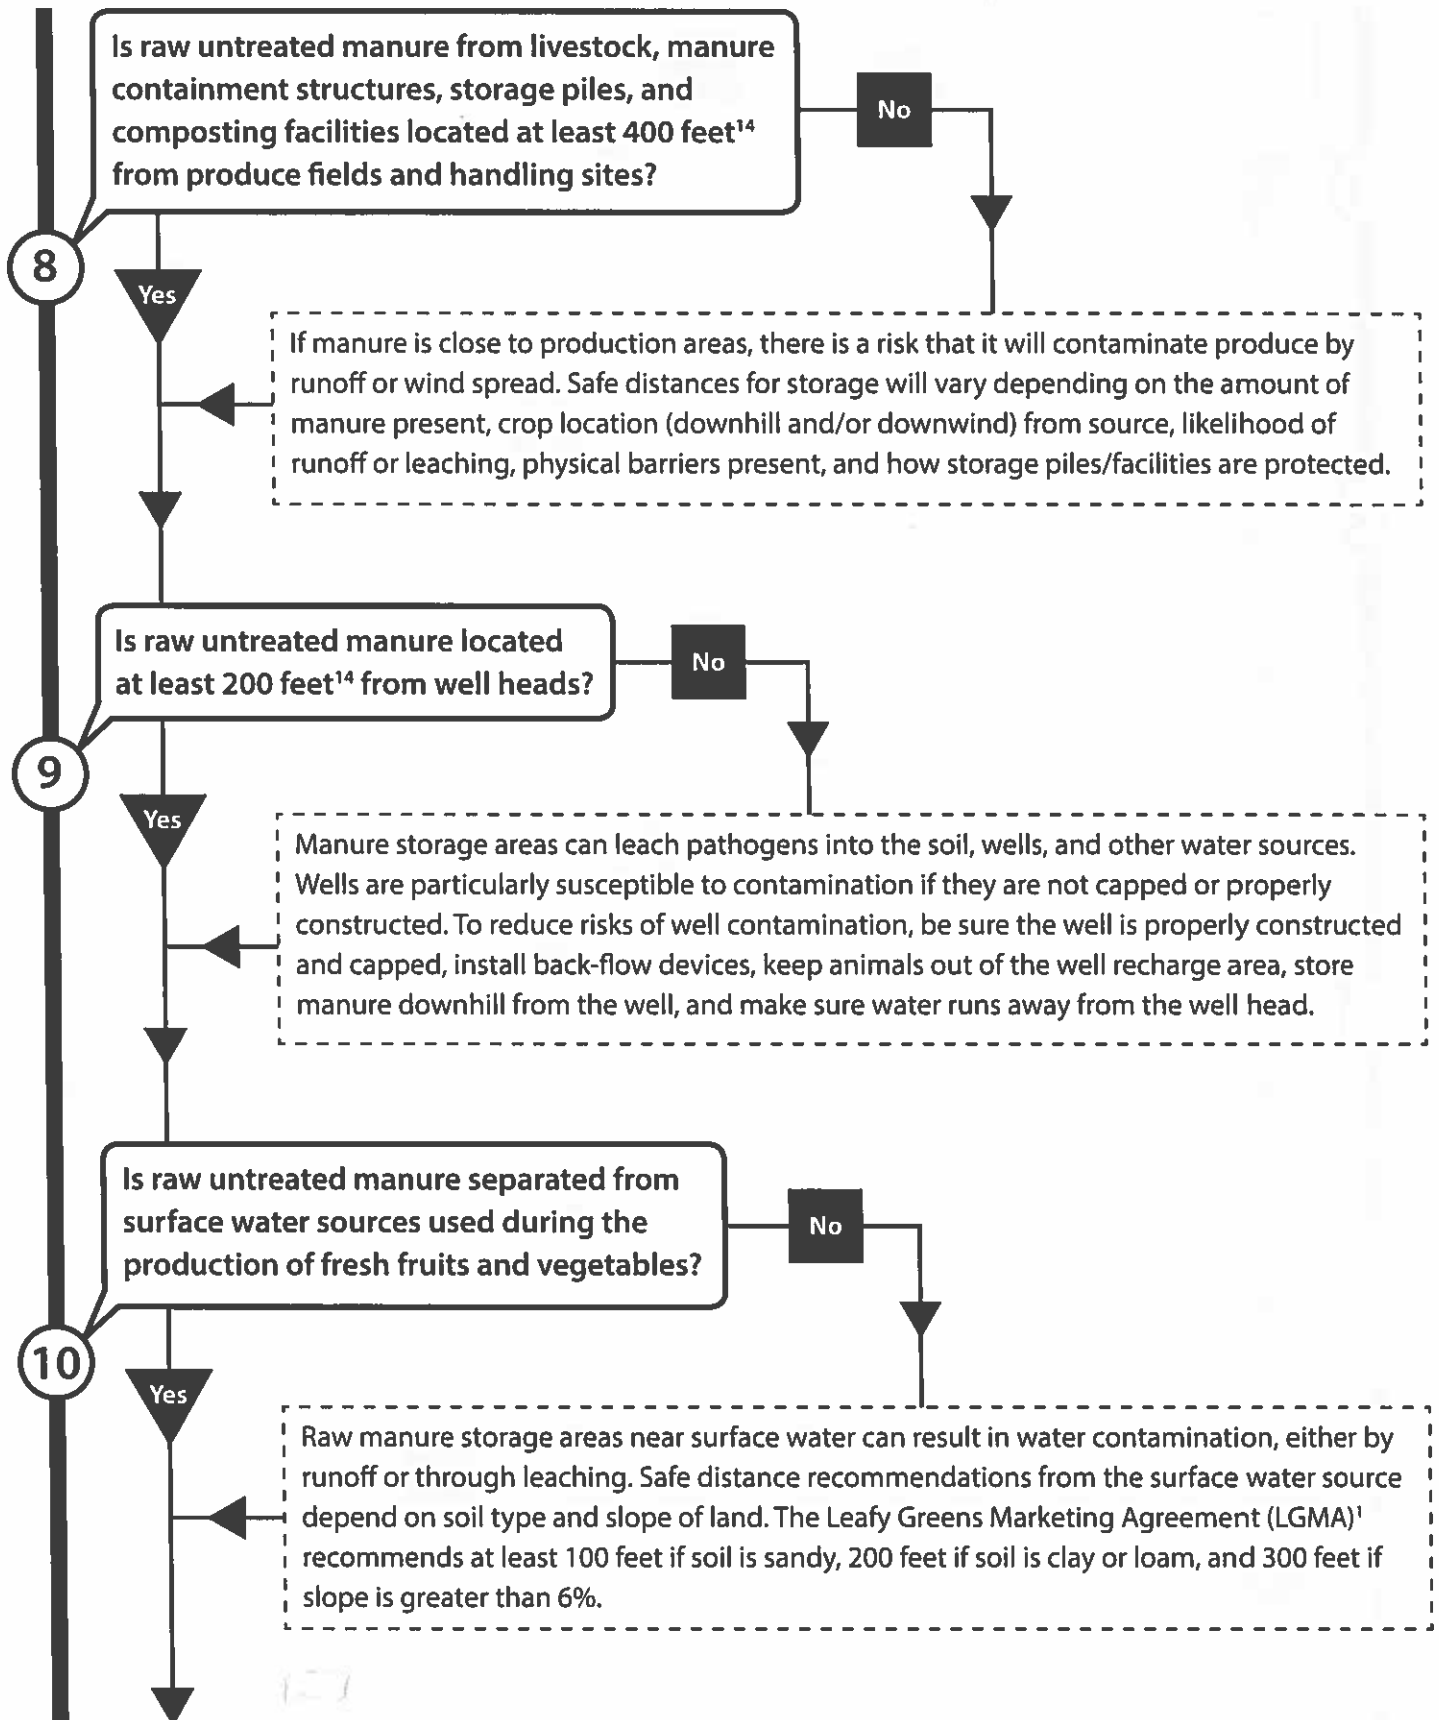 Is raw untreated manure from livestock, manure
containment structures, storage piles, and
composting facilities located at least 400 feet¹⁴
from produce fields and handling sites?
No
8
Yes
If manure is close to production areas, there is a risk that it will contaminate produce by
runoff or wind spread. Safe distances for storage will vary depending on the amount of
manure present, crop location (downhill and/or downwind) from source, likelihood of
runoff or leaching, physical barriers present, and how storage piles/facilities are protected.
Is raw untreated manure located
at least 200 feet¹⁴ from well heads?
No
9
Yes
Manure storage areas can leach pathogens into the soil, wells, and other water sources.
Wells are particularly susceptible to contamination if they are not capped or properly
constructed. To reduce risks of well contamination, be sure the well is properly constructed
and capped, install back-flow devices, keep animals out of the well recharge area, store
manure downhill from the well, and make sure water runs away from the well head.
Is raw untreated manure separated from
surface water sources used during the
production of fresh fruits and vegetables?
No
10
Yes
Raw manure storage areas near surface water can result in water contamination, either by
runoff or through leaching. Safe distance recommendations from the surface water source
depend on soil type and slope of land. The Leafy Greens Marketing Agreement (LGMA)¹
recommends at least 100 feet if soil is sandy, 200 feet if soil is clay or loam, and 300 feet if
slope is greater than 6%.